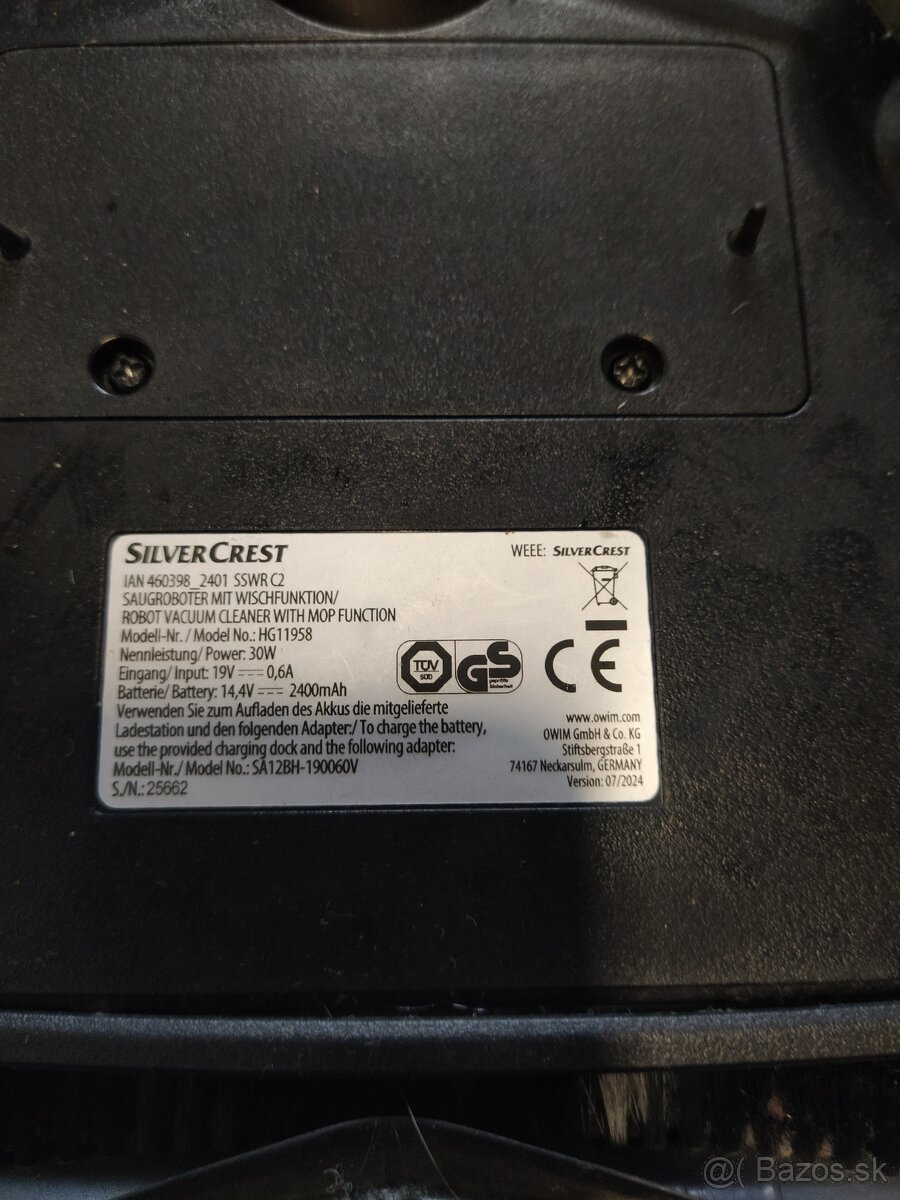 SILVERCREST
IAN 460398_2401 SSWR C2
SAUGROBOTER MIT WISCHFUNKTION/
ROBOT VACUUM CLEANER WITH MOP FUNCTION
Modell-Nr. / Model No.: HG11958
Nennleistung/ Power: 30W
Eingang/ Input: 19V ⎓ 0,6A
Batterie/ Battery: 14,4V ⎓ 2400mAh
Verwenden Sie zum Aufladen des Akkus die mitgelieferte
Ladestation und den folgenden Adapter:/ To charge the battery,
use the provided charging dock and the following adapter:
Modell-Nr./ Model No.: SA12BH-190060V
S./N.: 25662
WEEE: SILVERCREST
TÜV
SÜD
GS
geprüfte
Sicherheit
CE
www.owim.com
OWIM GmbH & Co. KG
Stiftsbergstraße 1
74167 Neckarsulm, GERMANY
Version: 07/2024
@( Bazos.sk